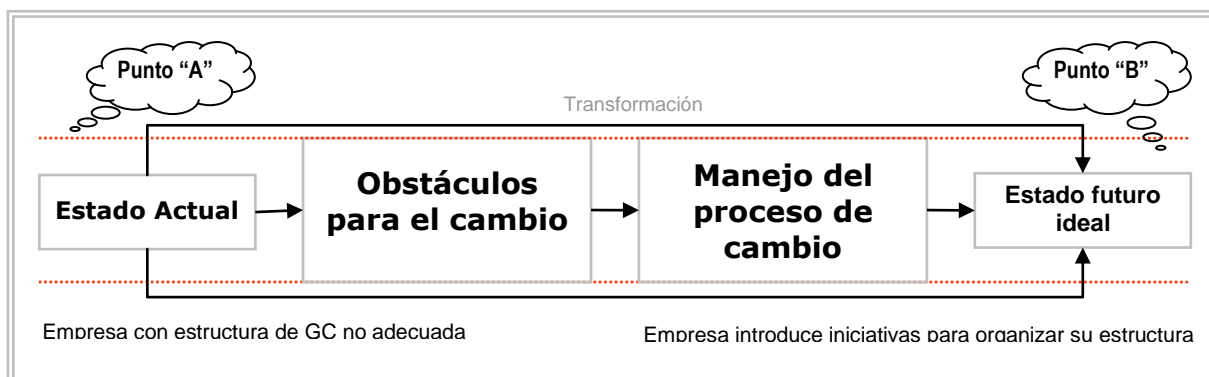 Punto “A”
Punto “B”
Transformación
Estado Actual
Obstáculos
para el cambio
Manejo del
proceso de
cambio
Estado futuro
ideal
Empresa con estructura de GC no adecuada
Empresa introduce iniciativas para organizar su estructura